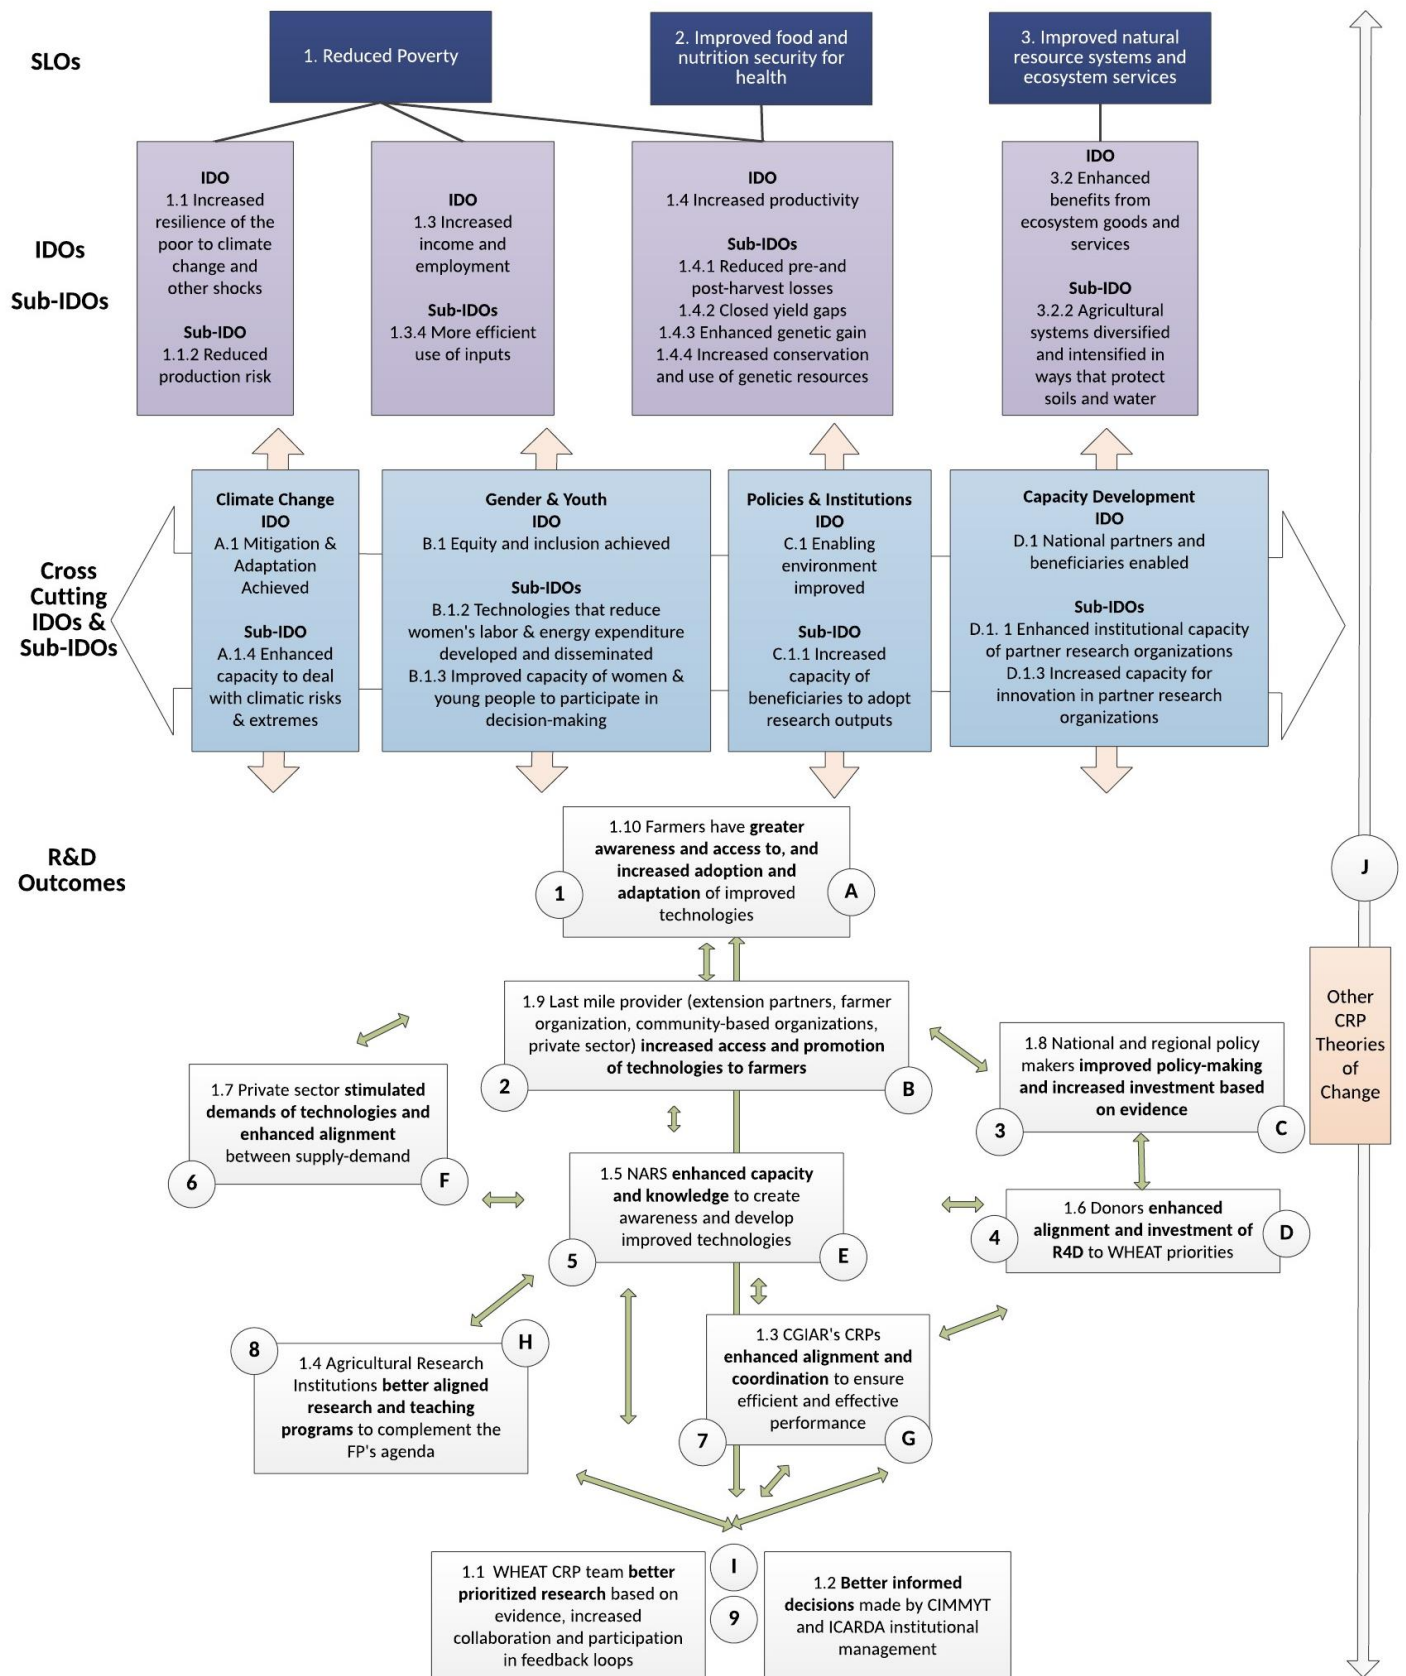 SLOs
1. Reduced Poverty
2. Improved food and
nutrition security for
health
3. Improved natural
resource systems and
ecosystem services
IDOs
Sub-IDOs
IDO
1.1 Increased
resilience of the
poor to climate
change and
other shocks
Sub-IDO
1.1.2 Reduced
production risk
IDO
1.3 Increased
income and
employment
Sub-IDOs
1.3.4 More efficient
use of inputs
IDO
1.4 Increased productivity
Sub-IDOs
1.4.1 Reduced pre-and
post-harvest losses
1.4.2 Closed yield gaps
1.4.3 Enhanced genetic gain
1.4.4 Increased conservation
and use of genetic resources
IDO
3.2 Enhanced
benefits from
ecosystem goods and
services
Sub-IDO
3.2.2 Agricultural
systems diversified
and intensified in
ways that protect
soils and water
Cross
Cutting
IDOs &
Sub-IDOs
Climate Change
IDO
A.1 Mitigation &
Adaptation
Achieved
Sub-IDO
A.1.4 Enhanced
capacity to deal
with climatic risks
& extremes
Gender & Youth
IDO
B.1 Equity and inclusion achieved
Sub-IDOs
B.1.2 Technologies that reduce
women's labor & energy expenditure
developed and disseminated
B.1.3 Improved capacity of women &
young people to participate in
decision-making
Policies & Institutions
IDO
C.1 Enabling
environment
improved
Sub-IDO
C.1.1 Increased
capacity of
beneficiaries to adopt
research outputs
Capacity Development
IDO
D.1 National partners and
beneficiaries enabled
Sub-IDOs
D.1. 1 Enhanced institutional capacity
of partner research organizations
D.1.3 Increased capacity for
innovation in partner research
organizations
R&D
Outcomes
1.10 Farmers have greater
awareness and access to, and
increased adoption and
adaptation of improved
technologies
1
A
J
Other
CRP
Theories
of
Change
1.9 Last mile provider (extension partners, farmer
organization, community-based organizations,
private sector) increased access and promotion
of technologies to farmers
2
B
1.8 National and regional policy
makers improved policy-making
and increased investment based
on evidence
3
C
1.7 Private sector stimulated
demands of technologies and
enhanced alignment
between supply-demand
6
F
1.5 NARS enhanced capacity
and knowledge to create
awareness and develop
improved technologies
5
E
1.6 Donors enhanced
alignment and investment of
R4D to WHEAT priorities
4
D
8
H
1.4 Agricultural Research
Institutions better aligned
research and teaching
programs to complement the
FP's agenda
1.3 CGIAR's CRPs
enhanced alignment and
coordination to ensure
efficient and effective
performance
7
G
1.1 WHEAT CRP team better
prioritized research based on
evidence, increased
collaboration and participation
in feedback loops
I
9
1.2 Better informed
decisions made by CIMMYT
and ICARDA institutional
management